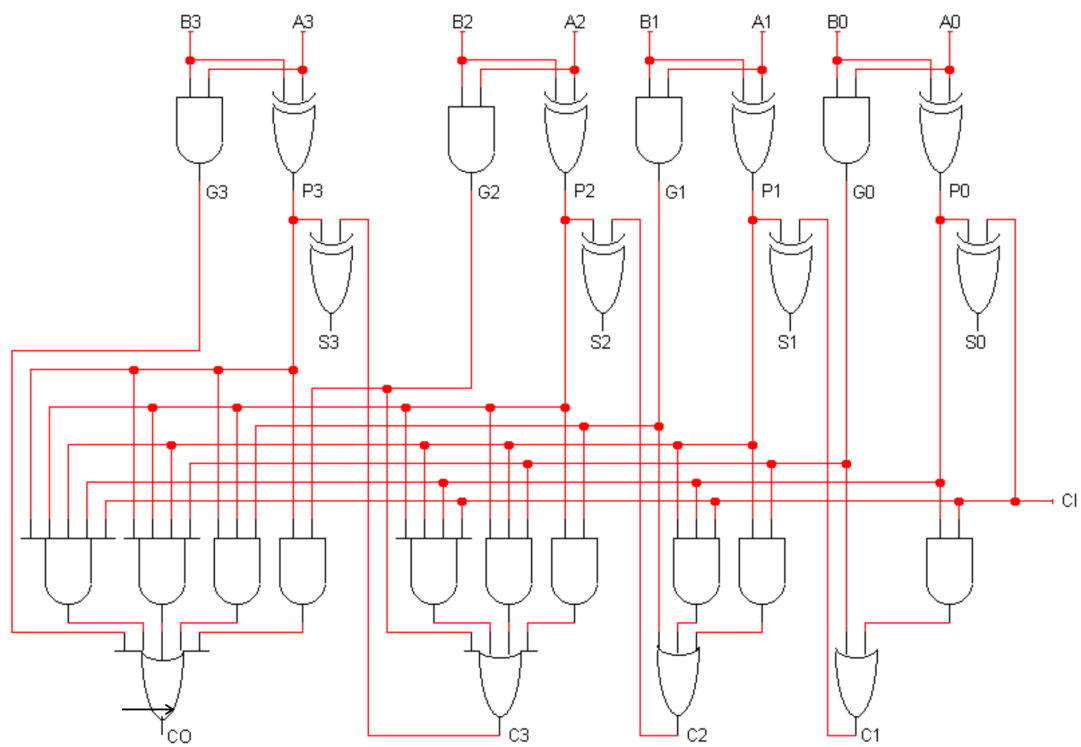 B3 A3 B2 A2 B1 A1 B0 A0
G3 P3 G2 P2 G1 P1 G0 P0
S3 S2 S1 S0
CI
CO C3 C2 C1